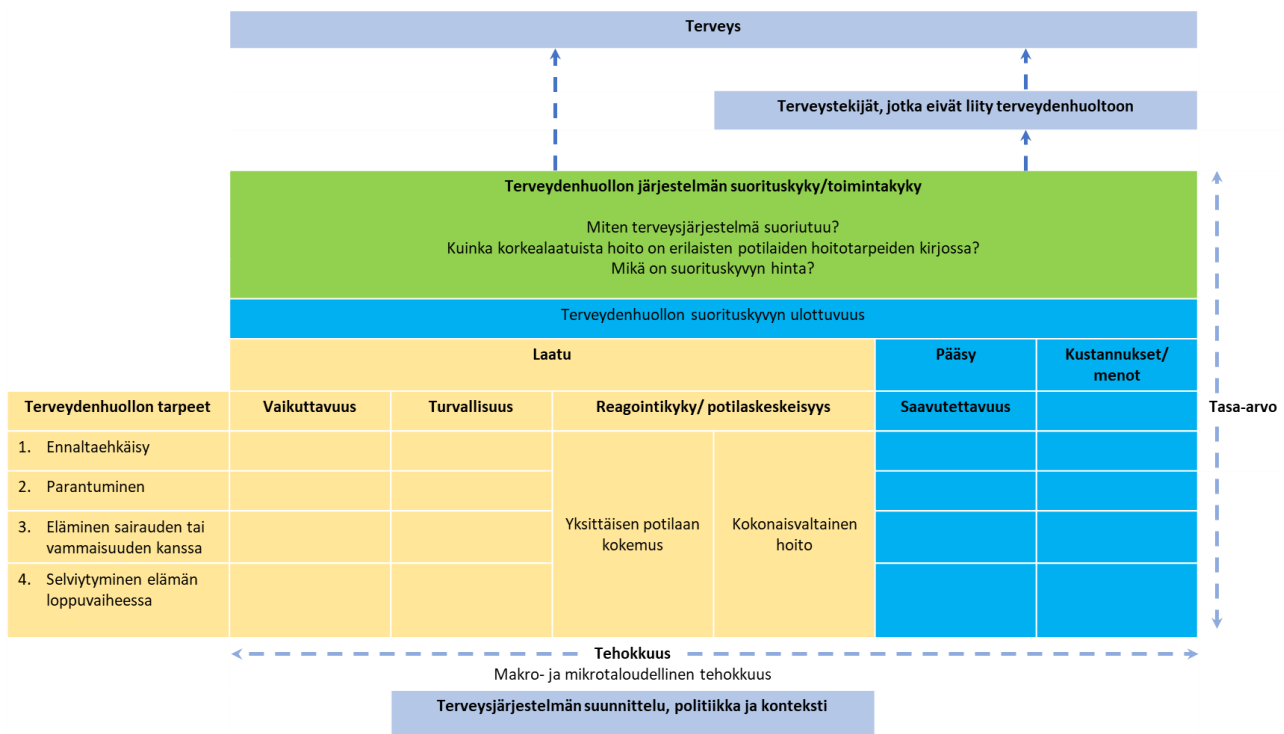 Terveys
Terveystekijät, jotka eivät liity terveydenhuoltoon
Terveydenhuollon järjestelmän suorituskyky/toimintakyky
Miten terveysjärjestelmä suoriutuu?
Kuinka korkealaatuista hoito on erilaisten potilaiden hoitotarpeiden kirjossa?
Mikä on suorituskyvyn hinta?
Terveydenhuollon suorituskyvyn ulottuvuus
Laatu
Pääsy
Kustannukset/
menot
Terveydenhuollon tarpeet
Vaikuttavuus
Turvallisuus
Reagointikyky/ potilaskeskeisyys
Saavutettavuus
Tasa-arvo
1. Ennaltaehkäisy
2. Parantuminen
3. Eläminen sairauden tai
vammaisuuden kanssa
4. Selviytyminen elämän
loppuvaiheessa
Yksittäisen potilaan
kokemus
Kokonaisvaltainen
hoito
Tehokkuus
Makro- ja mikrotaloudellinen tehokkuus
Terveysjärjestelmän suunnittelu, politiikka ja konteksti